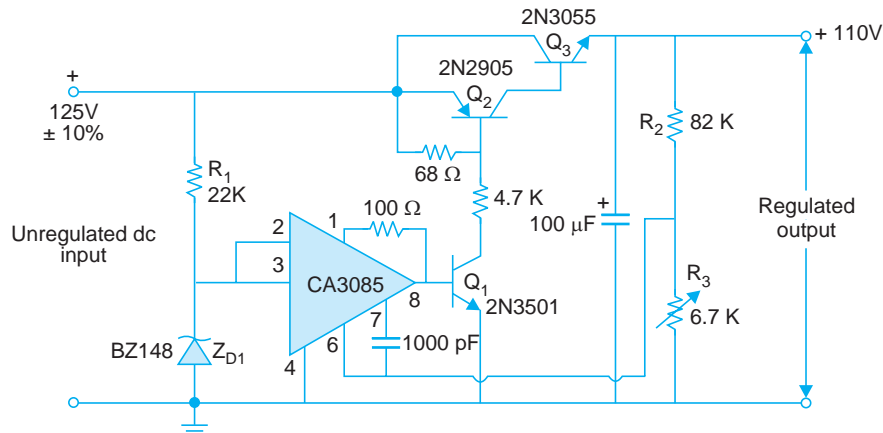 2N3055
Q3
+ 110V
2N2905
Q2
+
125V
± 10%
R1
22K
68 Ω
4.7 K
R2
82 K
+
100 μF
Unregulated dc
input
Regulated
output
1
100 Ω
2
3
CA3085
8
Q1
2N3501
R3
6.7 K
7
6
1000 pF
BZ148
ZD1
4